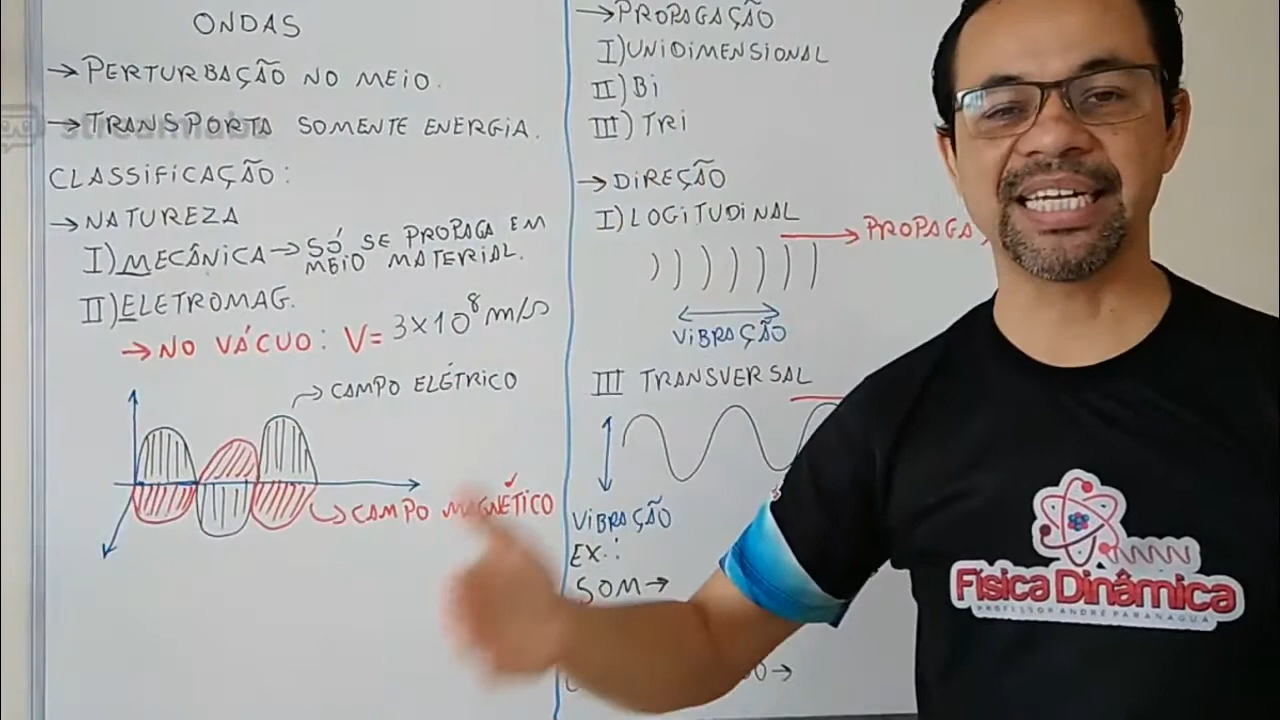 ONDAS
→ PERTURBAÇÃO NO MEIO.
→ TRANSPORTA SOMENTE ENERGIA.
CLASSIFICAÇÃO:
→ NATUREZA
I) MECÂNICA → SÓ SE PROPAGA EM
MEIO MATERIAL.
II) ELETROMAG.
→ NO VÁCUO: V= 3×10⁸ m/s
→ CAMPO ELÉTRICO
→ CAMPO MAGNÉTICO
→ PROPAGAÇÃO
I) UNIDIMENSIONAL
II) Bi
III) TRi
→ DIREÇÃO
I) LOGITUDINAL
→ PROPAGA
VIBRAÇÃO
III TRANSVERSAL
VIBRAÇÃO
EX.:
SOM →
Física Dinâmica
PROFESSOR ANDRÉ PARANAGUÁ